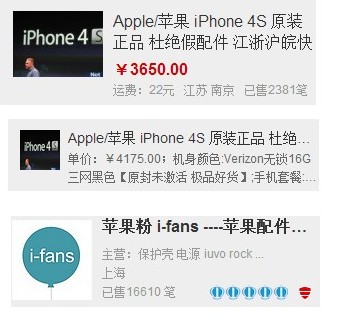 iPhone 4S
Apple/苹果 iPhone 4S 原装
正品 杜绝假配件 江浙沪皖快
￥3650.00
运费：22元 江苏 南京 已售2381笔
iPhone 4S
Apple/苹果 iPhone 4S 原装正品 杜绝...
单价：￥4175.00；机身颜色:Verizon无锁16G
三网黑色【原封未激活 极品好货】;手机套餐:...
i-fans
苹果粉 i-fans ----苹果配件...
主营：保护壳 电源 iuvo rock ...
上海
已售16610 笔